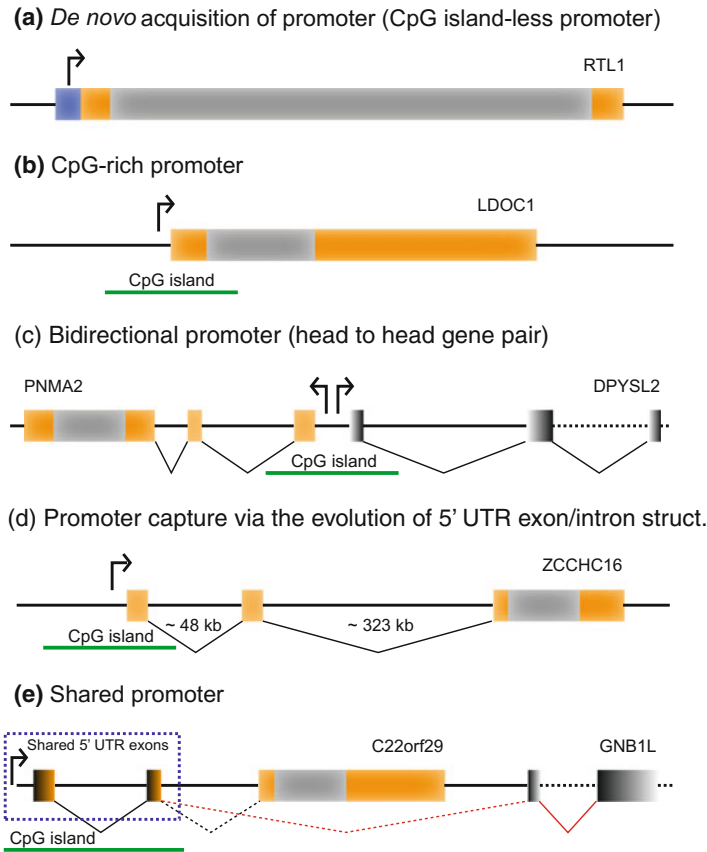 (a) De novo acquisition of promoter (CpG island-less promoter)
RTL1
(b) CpG-rich promoter
LDOC1
CpG island
(c) Bidirectional promoter (head to head gene pair)
PNMA2
DPYSL2
CpG island
(d) Promoter capture via the evolution of 5' UTR exon/intron struct.
ZCCHC16
~ 48 kb
~ 323 kb
CpG island
(e) Shared promoter
Shared 5' UTR exons
C22orf29
GNB1L
CpG island